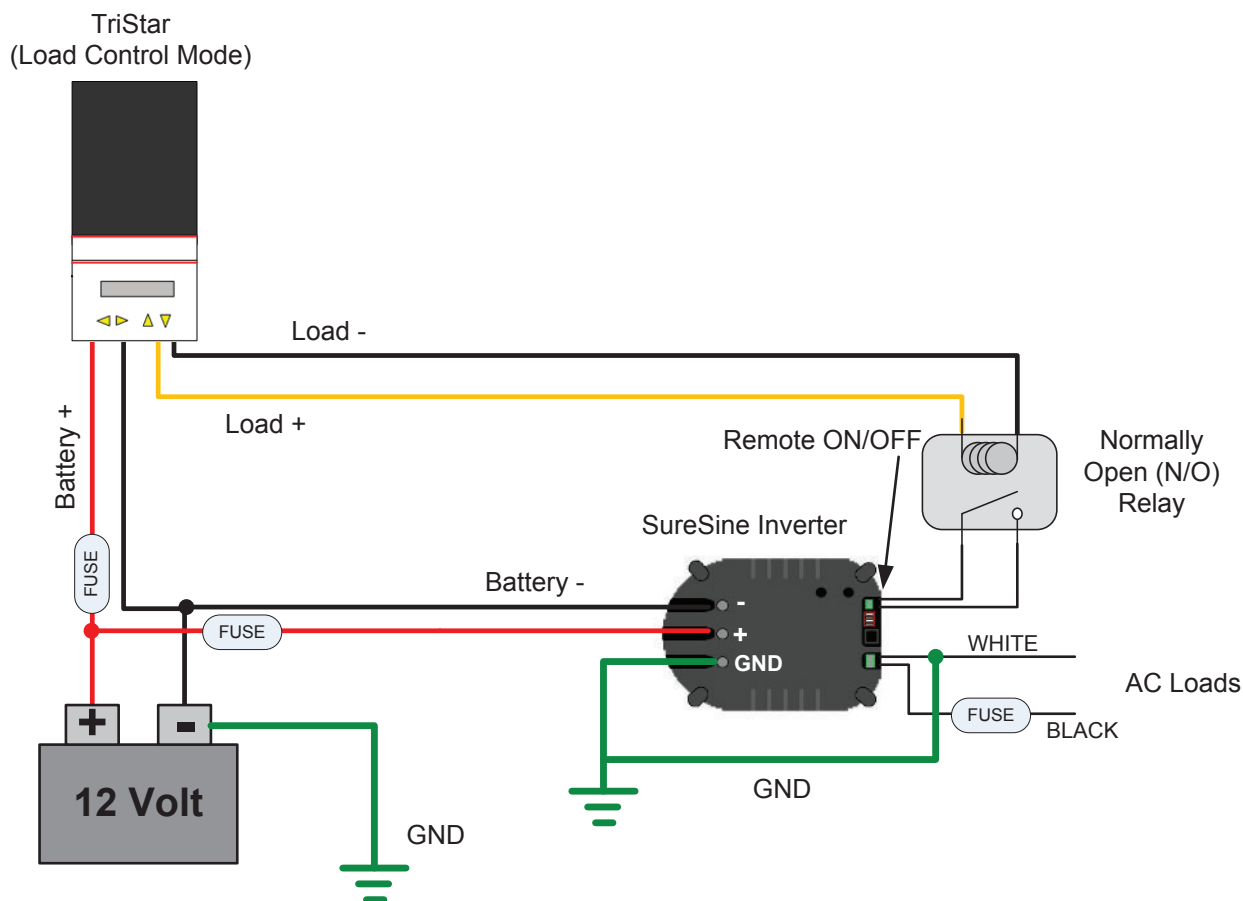 TriStar
(Load Control Mode)
Load -
Load +
Battery +
FUSE
Remote ON/OFF
Normally
Open (N/O)
Relay
SureSine Inverter
Battery -
FUSE
-
+
GND
WHITE
AC Loads
FUSE
BLACK
+
-
12 Volt
GND
GND